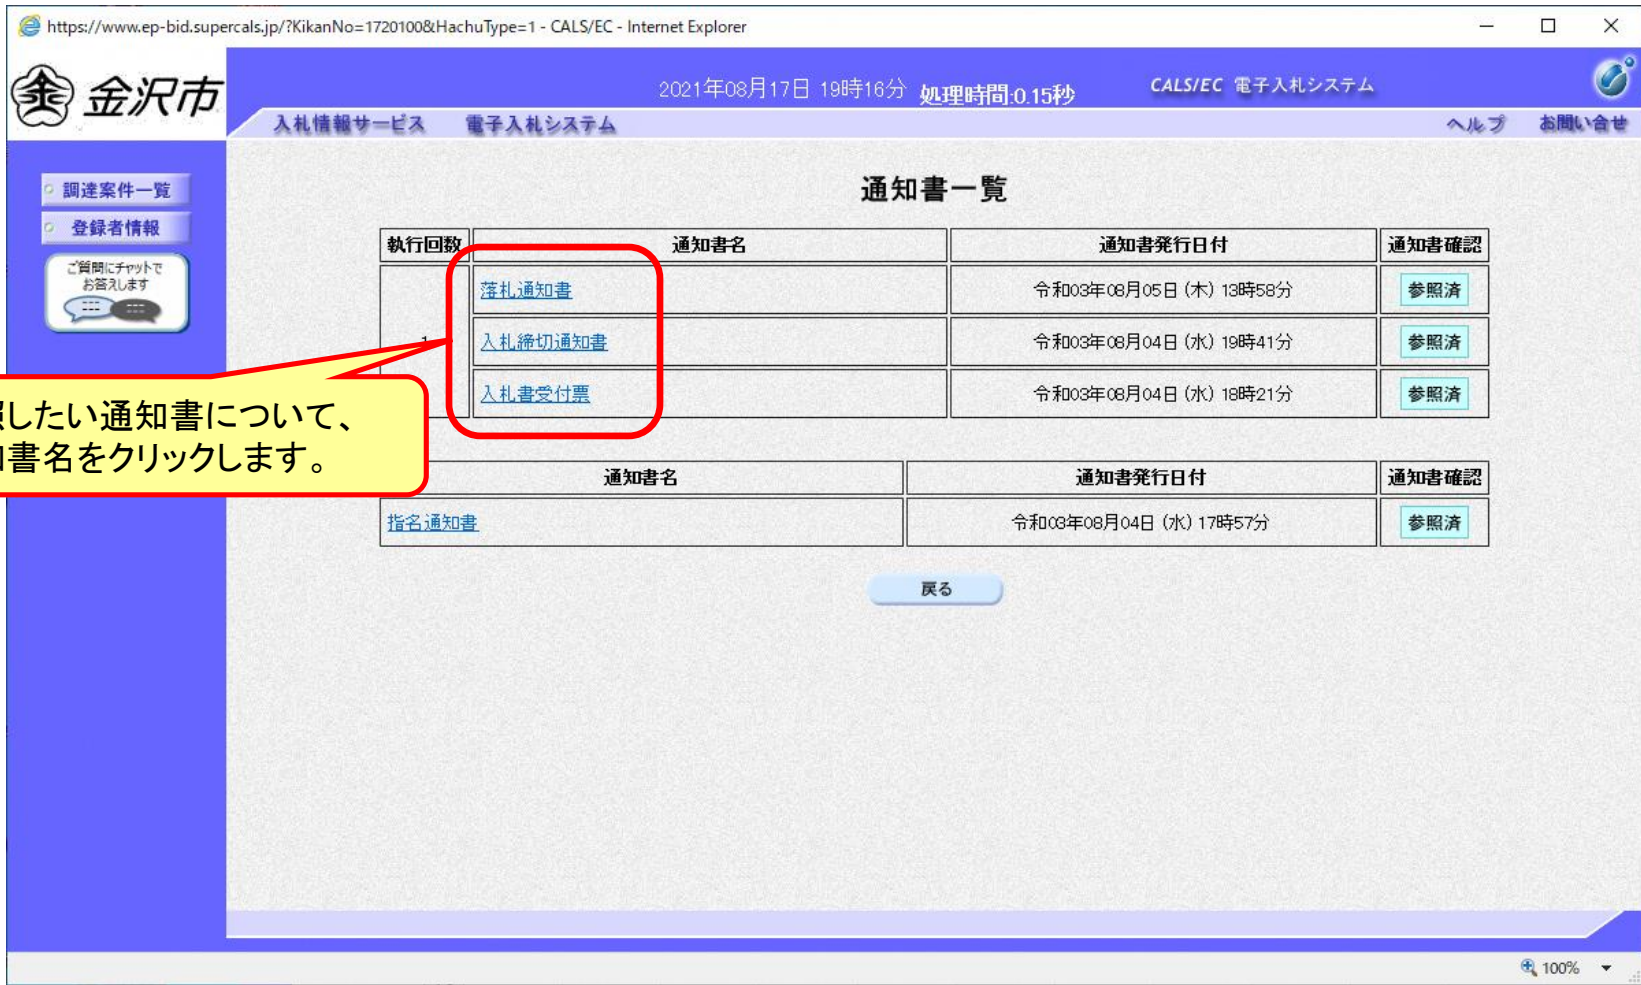 https://www.ep-bid.supercals.jp/?KikanNo=1720100&HachuType=1 - CALS/EC - Internet Explorer
金沢市
2021年08月17日 19時16分 処理時間:0.15秒 CALS/EC 電子入札システム
入札情報サービス 電子入札システム ヘルプ お問い合せ
調達案件一覧
登録者情報
ご質問にチャットで
お答えします
通知書一覧
執行回数 通知書名 通知書発行日付 通知書確認
落札通知書 令和03年08月05日 (木) 13時58分 参照済
1 入札締切通知書 令和03年08月04日 (水) 19時41分 参照済
入札書受付票 令和03年08月04日 (水) 18時21分 参照済
したい通知書について、
書名をクリックします。
通知書名 通知書発行日付 通知書確認
指名通知書 令和03年08月04日 (水) 17時57分 参照済
戻る
100%